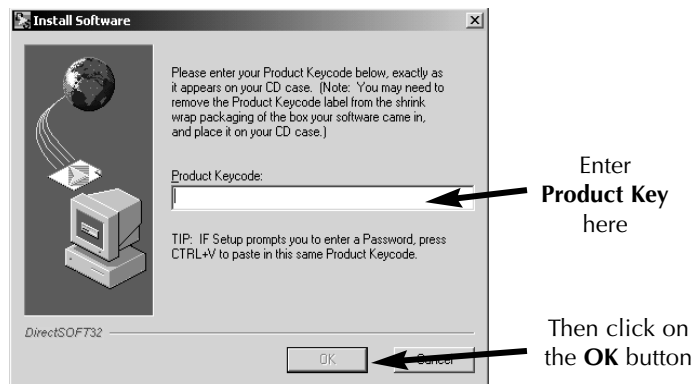 Install Software
Please enter your Product Keycode below, exactly as
it appears on your CD case. (Note: You may need to
remove the Product Keycode label from the shrink
wrap packaging of the box your software came in,
and place it on your CD case.)
Product Keycode:
Enter
Product Key
here
TIP: IF Setup prompts you to enter a Password, press
CTRL+V to paste in this same Product Keycode.
DirectSOFT32
OK
Cancel
Then click on
the OK button